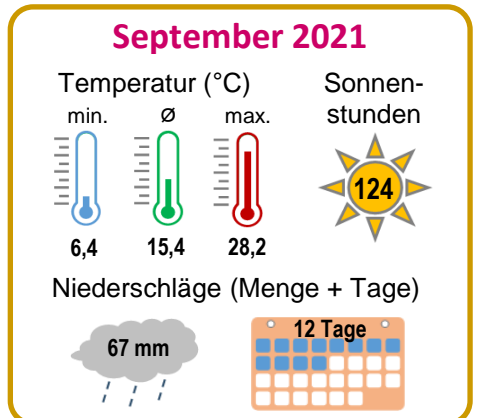 September 2021
Temperatur (°C)
min. Ø max.
6,4 15,4 28,2
Sonnen-
stunden
124
Niederschläge (Menge + Tage)
67 mm
12 Tage